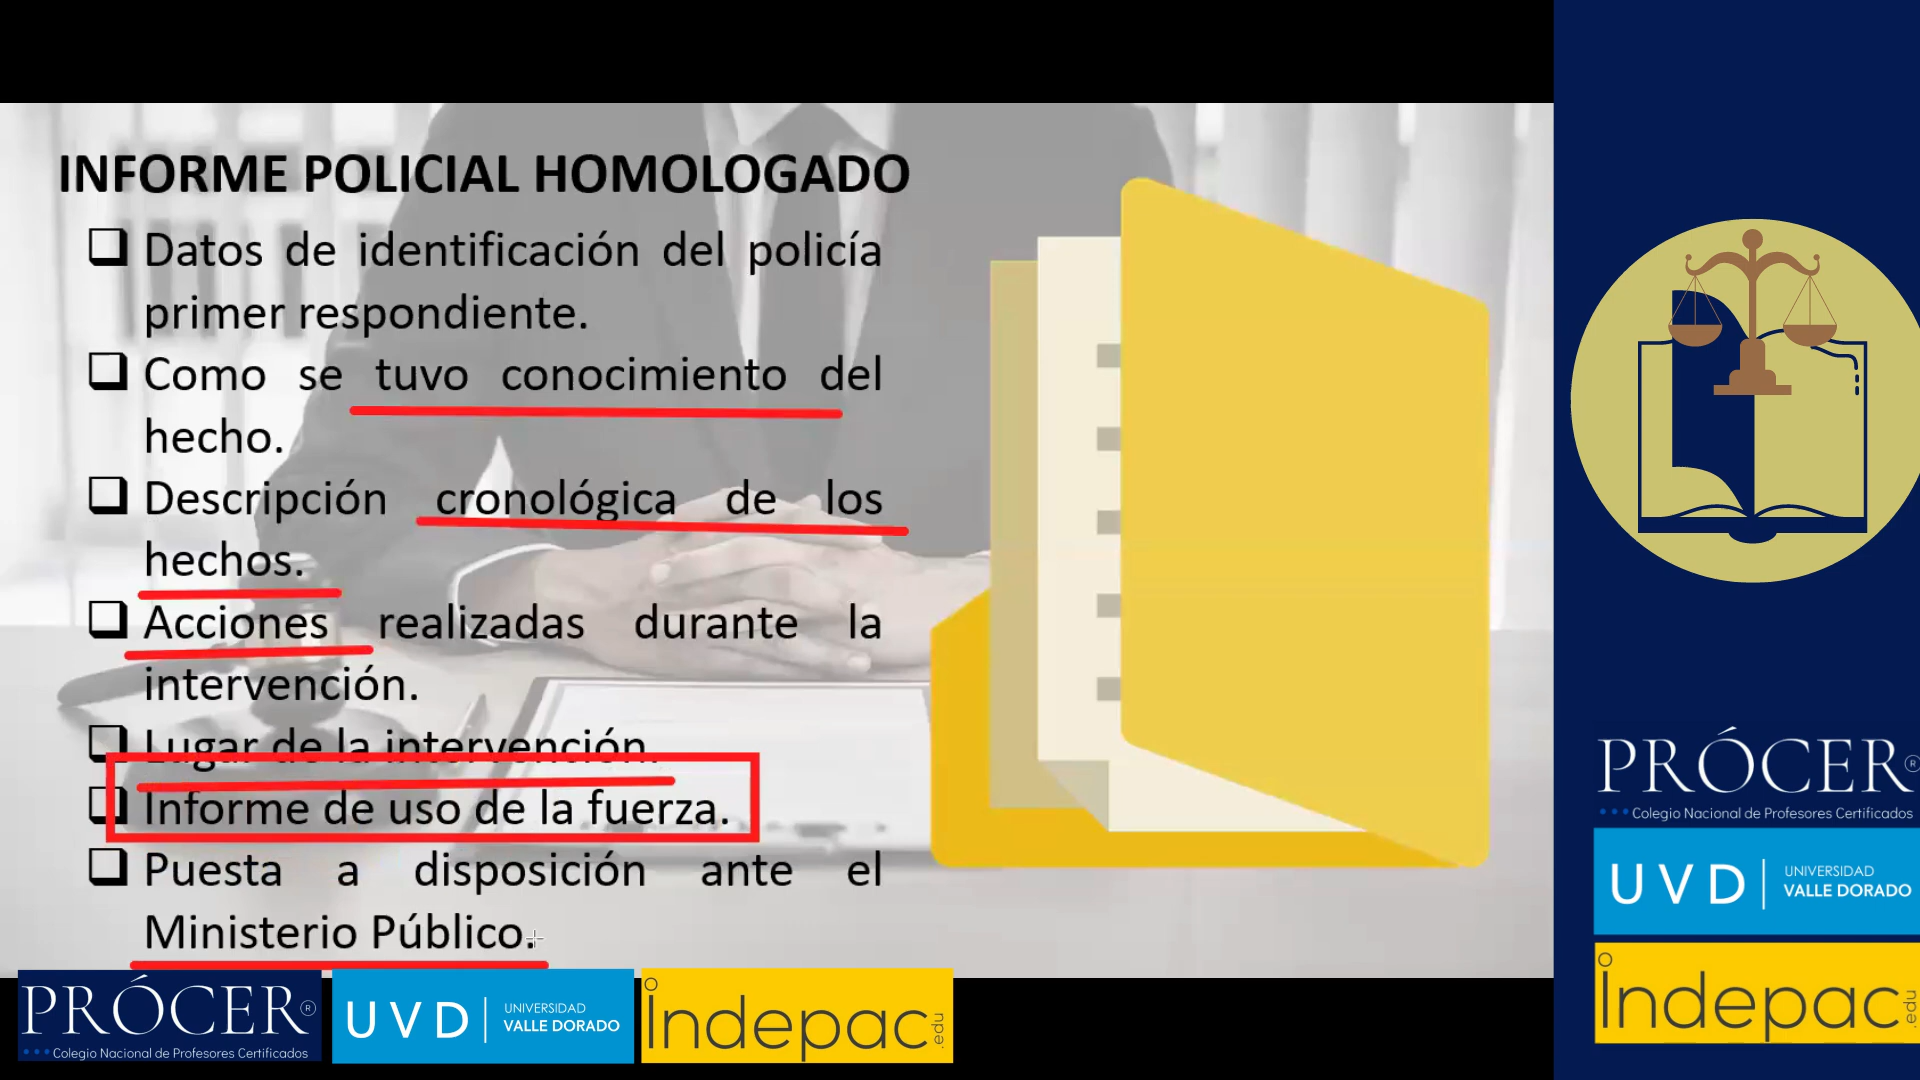 INFORME POLICIAL HOMOLOGADO
Datos de identificación del policía
primer respondiente.
Como se tuvo conocimiento del
hecho.
Descripción cronológica de los
hechos.
Acciones realizadas durante la
intervención.
Lugar de la intervención.
Informe de uso de la fuerza.
Puesta a disposición ante el
Ministerio Público.
PRÓCER®
Colegio Nacional de Profesores Certificados
UVD
UNIVERSIDAD
VALLE DORADO
Indepac
.edu
PRÓCER®
Colegio Nacional de Profesores Certificados
UVD
UNIVERSIDAD
VALLE DORADO
Indepac
.edu